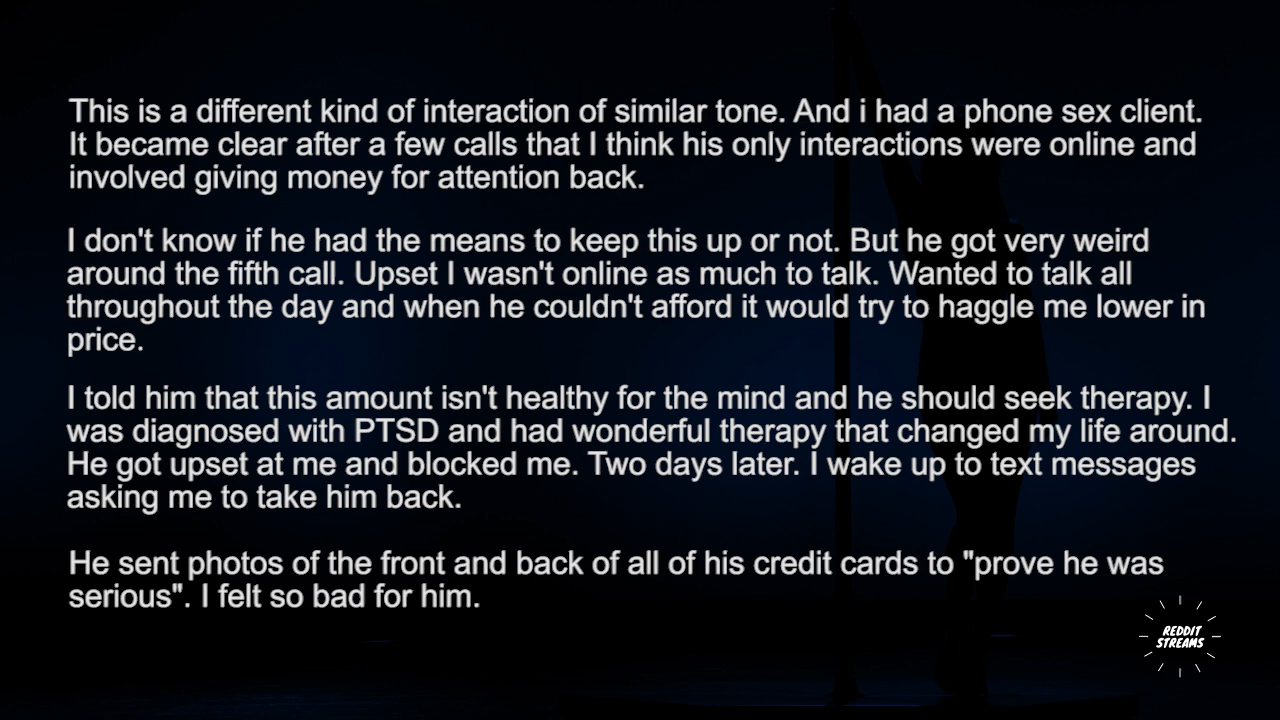 This is a different kind of interaction of similar tone. And i had a phone sex client.
It became clear after a few calls that I think his only interactions were online and
involved giving money for attention back.
I don't know if he had the means to keep this up or not. But he got very weird
around the fifth call. Upset I wasn't online as much to talk. Wanted to talk all
throughout the day and when he couldn't afford it would try to haggle me lower in
price.
I told him that this amount isn't healthy for the mind and he should seek therapy. I
was diagnosed with PTSD and had wonderful therapy that changed my life around.
He got upset at me and blocked me. Two days later. I wake up to text messages
asking me to take him back.
He sent photos of the front and back of all of his credit cards to "prove he was
serious". I felt so bad for him.
REDDIT
STREAMS